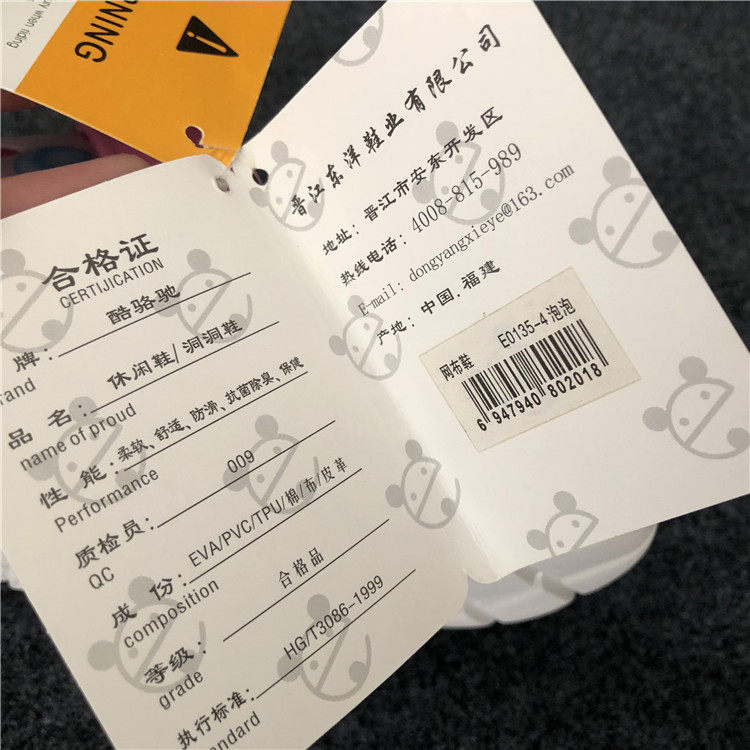 ury when riding
RNING
合格证
CERTIJICATION
牌:
酷骆驰
rand
品 名:
休闲鞋/洞洞鞋
name of proud
性 能:
柔软、舒适、防滑、抗菌除臭、保健
Performance
质检员:
009
QC
成 份:
EVA/PVC/TPU/棉/布/皮革
composition
等级:
合格品
grade
执行标准:
HG/T3086-1999
tandard
晋江东洋鞋业有限公司
地址:晋江市安东开发区
热线电话:4008-815-989
E-mail:dongyangxieye@163.com
产地:中国.福建
网布鞋 E0135-4 泡泡
6 947940 802018